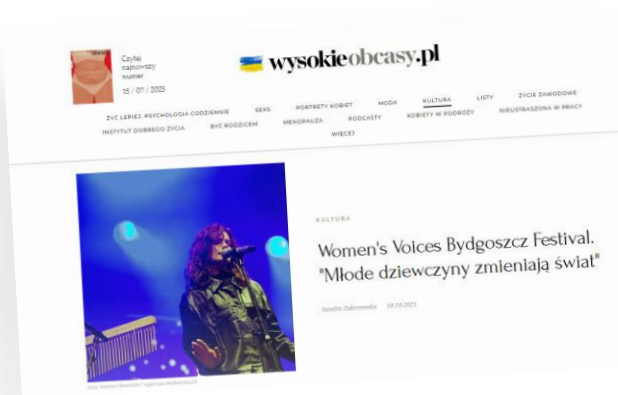 Czytaj
najnowszy
numer
15 / 07 / 2023
wysokieobcasy.pl
ŻYĆ LEPIEJ. PSYCHOLOGIA CODZIENNIE SEKS PORTRETY KOBIET MODA KULTURA LISTY ŻYCIE ZAWODOWE
INSTYTUT DOBREGO ŻYCIA BYĆ RODZICEM MENOPAUZA PODCASTY KOBIETY W PODRÓŻY NIEUSTRASZONA W PRACY
WIĘCEJ
KULTURA
Women's Voices Bydgoszcz Festival.
"Młode dziewczyny zmieniają świat"